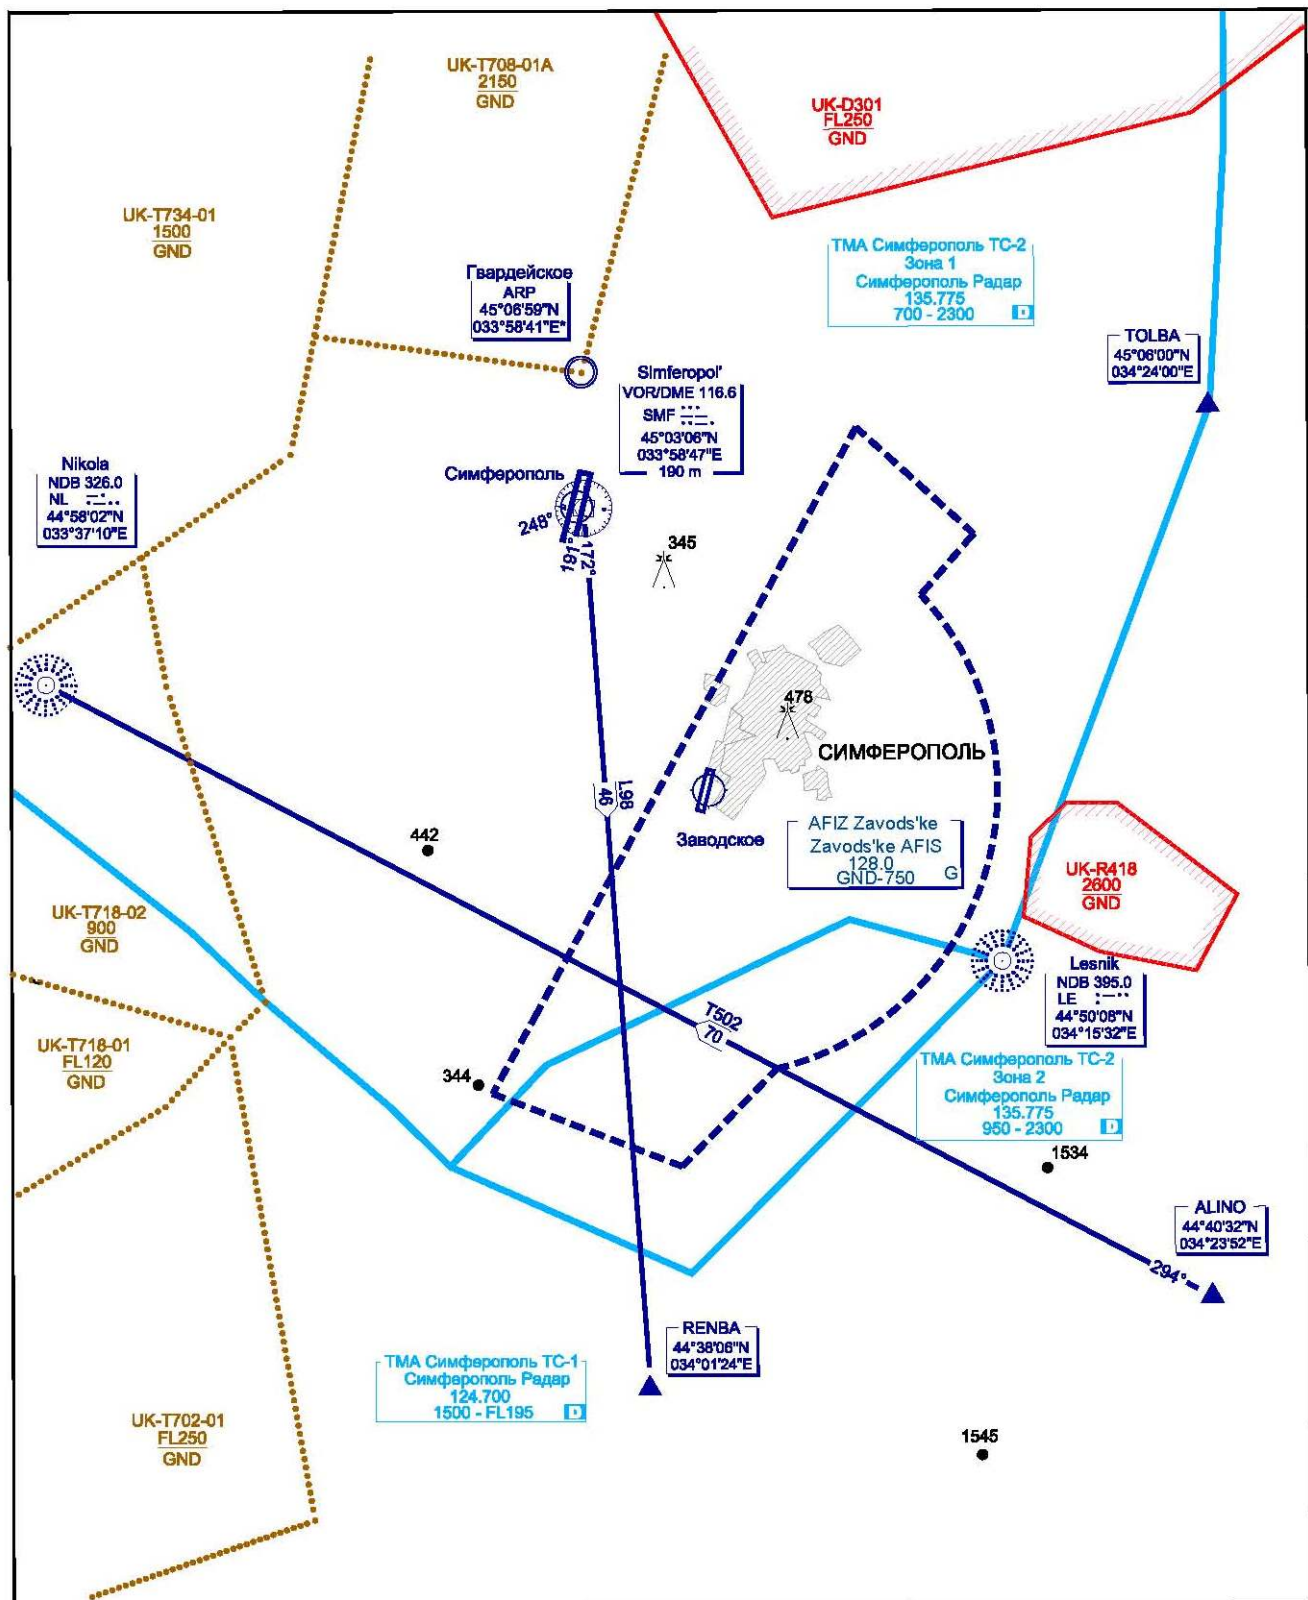 UK-T708-01A
2150
GND
UK-D301
FL250
GND
UK-T734-01
1500
GND
ТМА Симферополь ТС-2
Зона 1
Симферополь Радар
135.775
700 - 2300 D
Гвардейское
ARP
45°06'59"N
033°58'41"E*
TOLBA
45°06'00"N
034°24'00"E
Simferopol'
VOR/DME 116.6
SMF
45°03'06"N
033°58'47"E
190 m
Nikola
NDB 326.0
NL
44°58'02"N
033°37'10"E
Симферополь
248°
191°
172°
345
478
СИМФЕРОПОЛЬ
L98
46
Заводское
AFIZ Zavods'ke
Zavods'ke AFIS
128.0
GND-750 G
442
UK-R418
2600
GND
UK-T718-02
900
GND
Lesnik
NDB 395.0
LE
44°50'08"N
034°15'32"E
T502
70
UK-T718-01
FL120
GND
344
ТМА Симферополь ТС-2
Зона 2
Симферополь Радар
135.775
950 - 2300 D
1534
ALINO
44°40'32"N
034°23'52"E
294°
RENBA
44°38'06"N
034°01'24"E
ТМА Симферополь ТС-1
Симферополь Радар
124.700
1500 - FL195 D
UK-T702-01
FL250
GND
1545